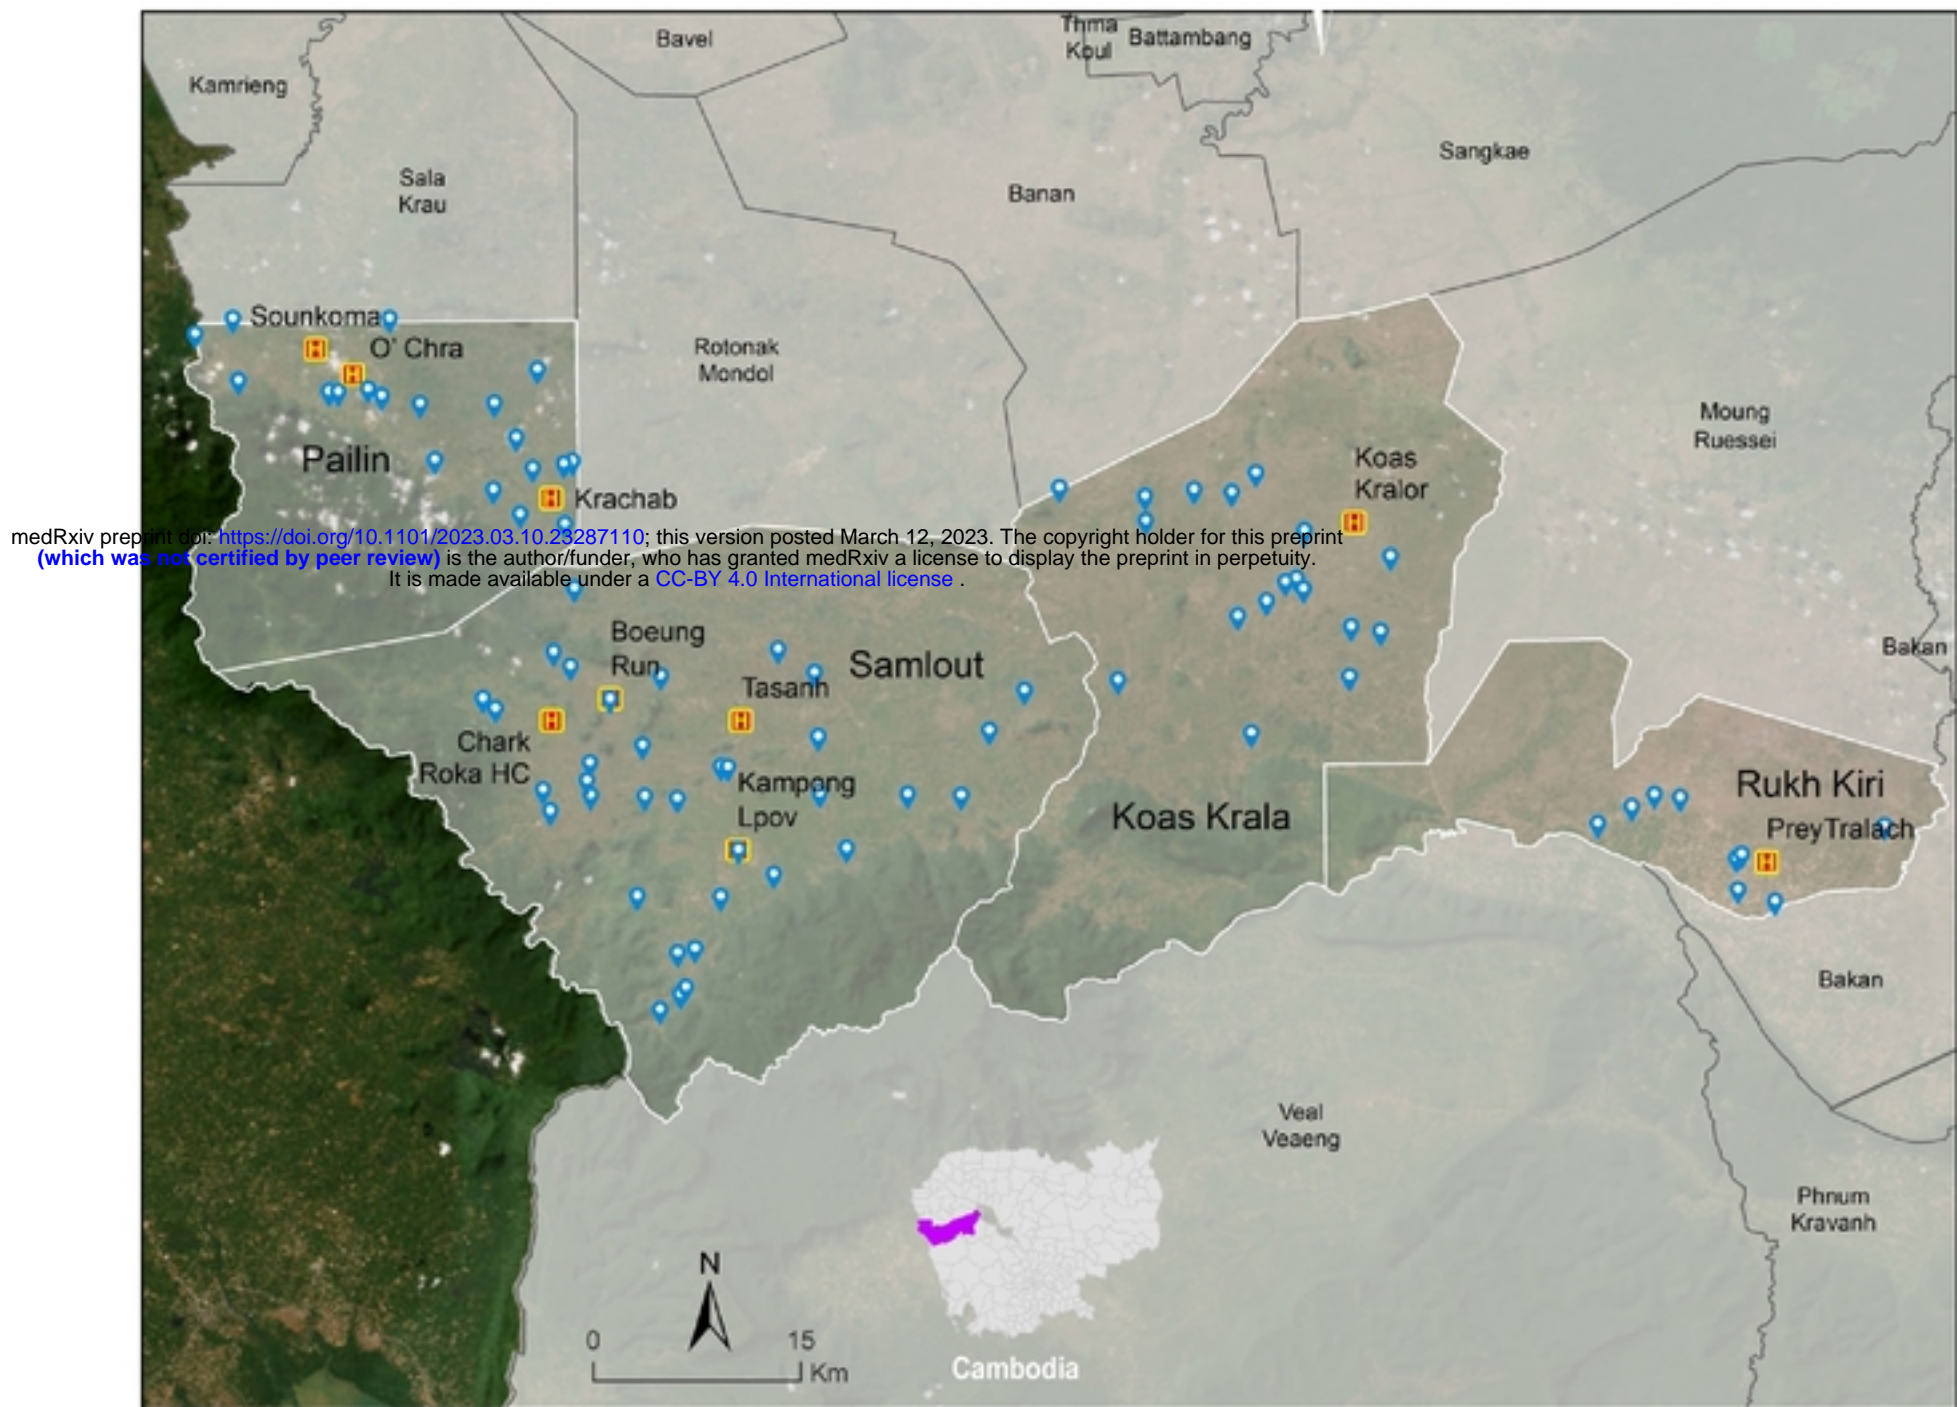 Thma
Koul
Battambang
Bavel
Kamrieng
Sangkae
Sala
Krau
Banan
Sounkoma
O' Chra
Rotonak
Mondol
Moung
Ruessei
Pailin
Koas
Kralor
Krachab
medRxiv preprint doi: https://doi.org/10.1101/2023.03.10.23287110; this version posted March 12, 2023. The copyright holder for this preprint
(which was not certified by peer review) is the author/funder, who has granted medRxiv a license to display the preprint in perpetuity.
It is made available under a CC-BY 4.0 International license .
Boeung
Run
Samlout
Bakan
Tasanh
Chark
Roka HC
Kampong
Lpov
Koas Krala
Rukh Kiri
PreyTralach
Bakan
Veal
Veaeng
Phnum
Kravanh
N
0 15
Km
Cambodia